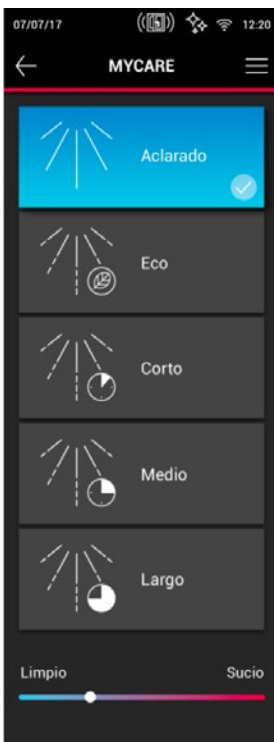 07/07/17 12:20
MYCARE
Aclarado
Eco
Corto
Medio
Largo
Limpio Sucio